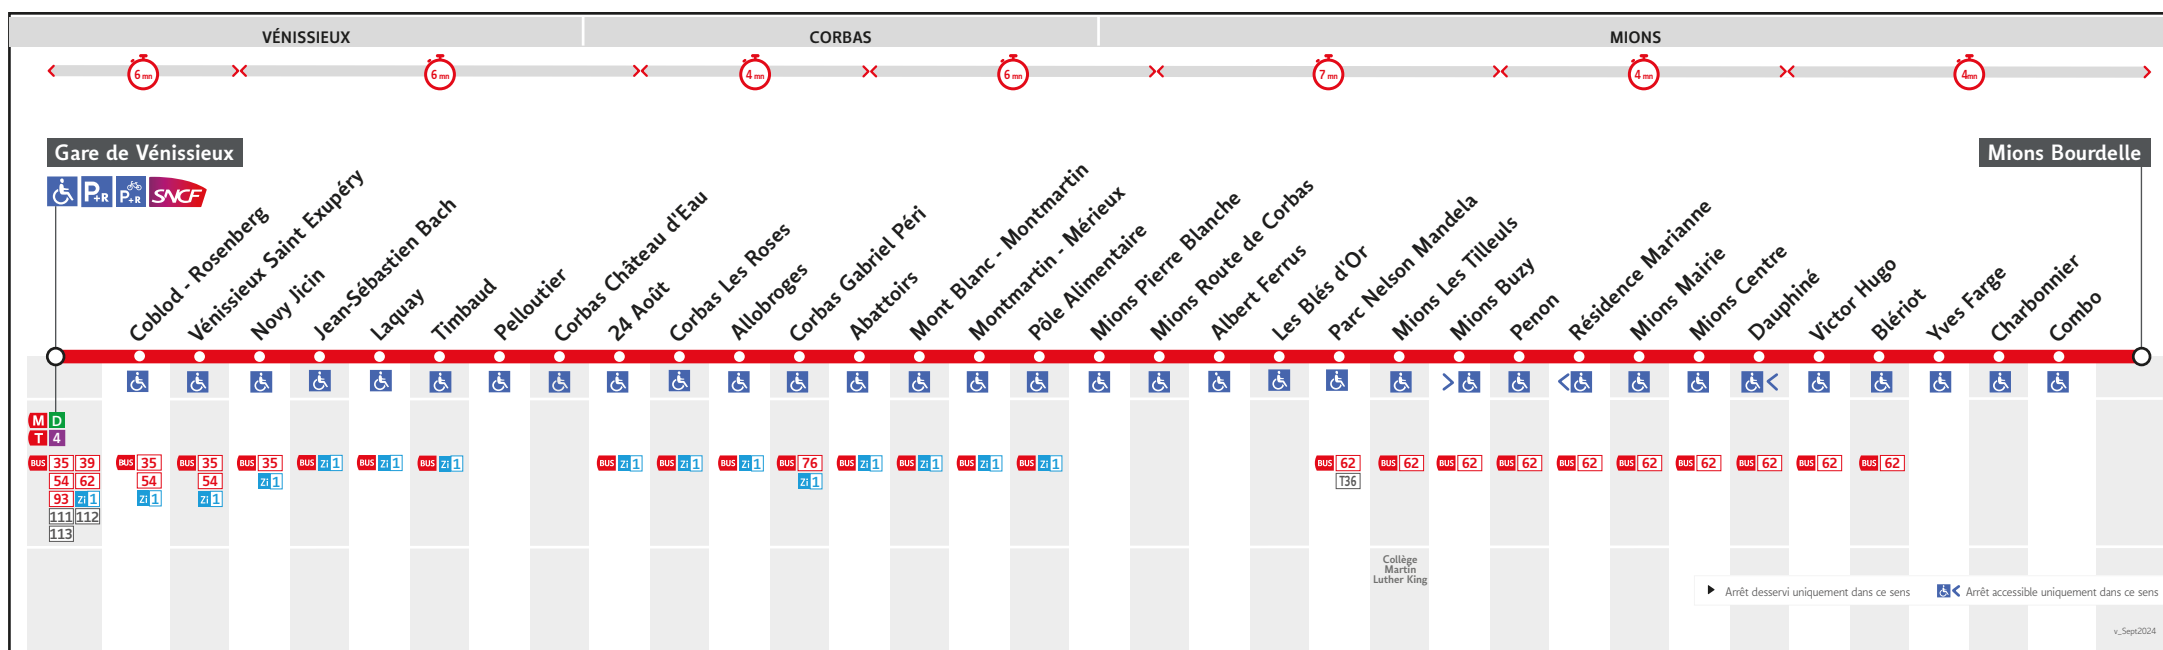 VÉNISSIEUX
CORBAS
MIONS
6 mn
6 mn
4 mn
6 mn
7 mn
4 mn
4mn
Gare de Vénissieux
Mions Bourdelle
P+R
P+R
SNCF
Coblod - Rosenberg
Vénissieux Saint Exupéry
Novy Jicin
Jean-Sébastien Bach
Laquay
Timbaud
Pelloutier
Corbas Château d'Eau
24 Août
Corbas Les Roses
Allobroges
Corbas Gabriel Péri
Abattoirs
Mont Blanc - Montmartin
Montmartin - Mérieux
Pôle Alimentaire
Mions Pierre Blanche
Mions Route de Corbas
Albert Ferrus
Les Blés d'Or
Parc Nelson Mandela
Mions Les Tilleuls
Mions Buzy
Penon
Résidence Marianne
Mions Mairie
Mions Centre
Dauphiné
Victor Hugo
Blériot
Yves Farge
Charbonnier
Combo
M D
T 4
BUS 35 39
54 62
93 Zi 1
111 112
113
BUS 35
54
Zi 1
BUS 35
54
Zi 1
BUS 35
Zi 1
BUS Zi 1
BUS Zi 1
BUS Zi 1
BUS Zi 1
BUS Zi 1
BUS Zi 1
BUS 76
Zi 1
BUS Zi 1
BUS Zi 1
BUS Zi 1
BUS Zi 1
BUS 62
T36
BUS 62
BUS 62
BUS 62
BUS 62
BUS 62
BUS 62
BUS 62
BUS 62
BUS 62
Collège
Martin
Luther King
Arrêt desservi uniquement dans ce sens
Arrêt accessible uniquement dans ce sens
v_Sept2024